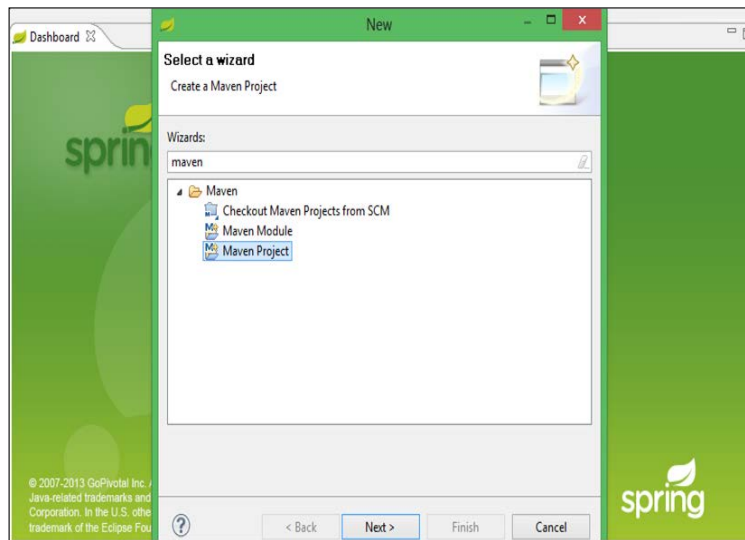 New
Dashboard
Select a wizard
Create a Maven Project
Wizards:
maven
Maven
Checkout Maven Projects from SCM
Maven Module
Maven Project
© 2007-2013 GoPivotal Inc.
Java-related trademarks and
Corporation. In the U.S. othe
trademark of the Eclipse Fou
spring
? < Back Next > Finish Cancel